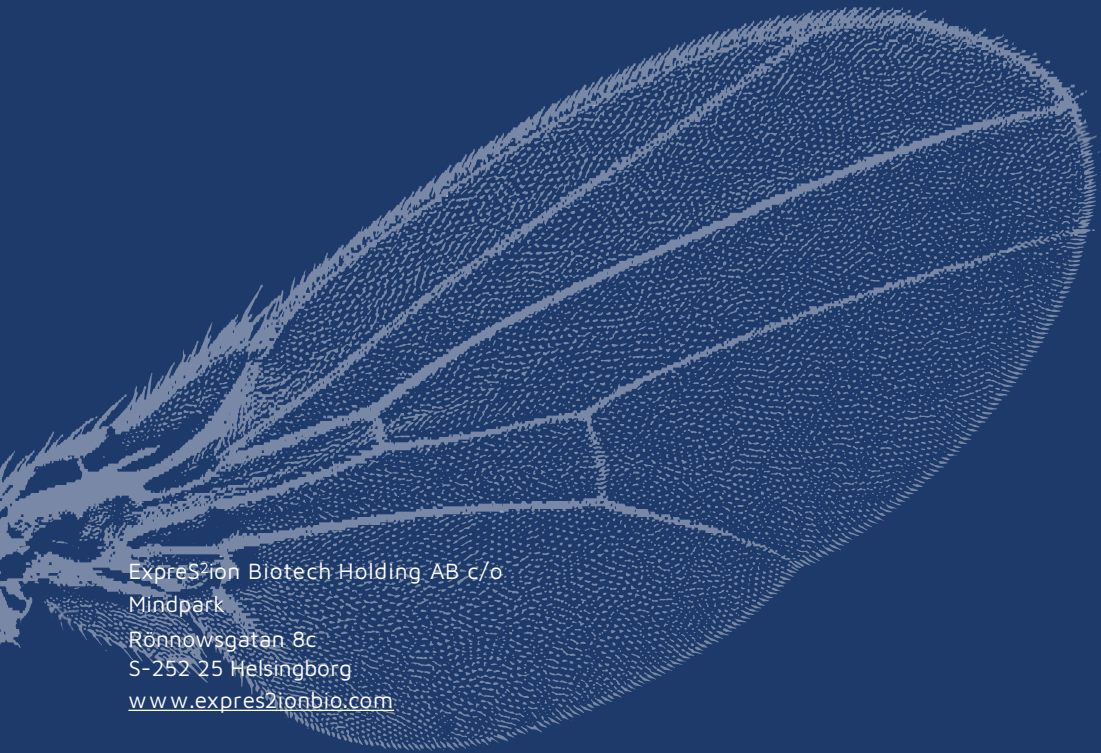 ExpreS²ion Biotech Holding AB c/o
Mindpark
Rönnowsgatan 8c
S-252 25 Helsingborg
www.expres2ionbio.com